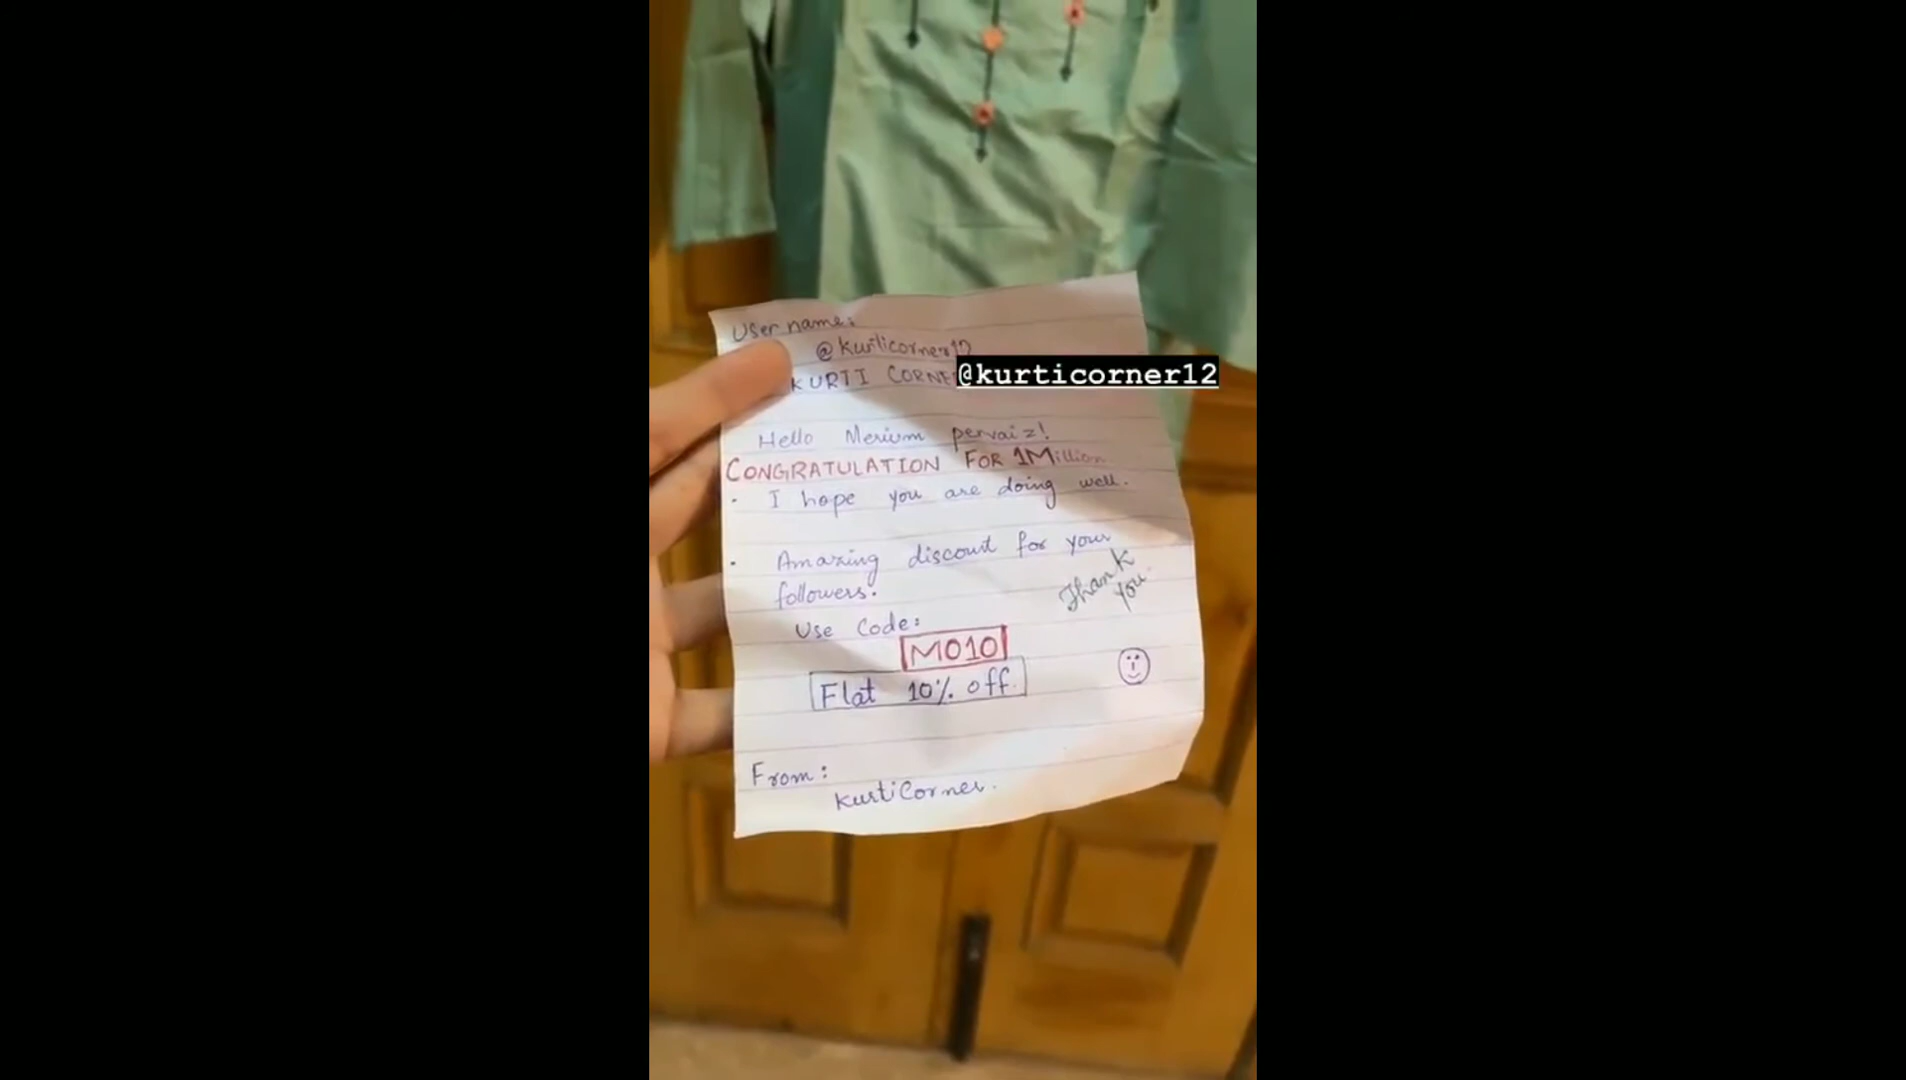 User name:
@kurticorner12
KURTI CORNE
@kurticorner12
Hello Merium pervaiz!
CONGRATULATION FOR 1Million
· I hope you are doing well.
· Amazing discount for your
followers.
Thank
you.
Use Code:
M010
Flat 10% off.
From:
KurtiCorner.